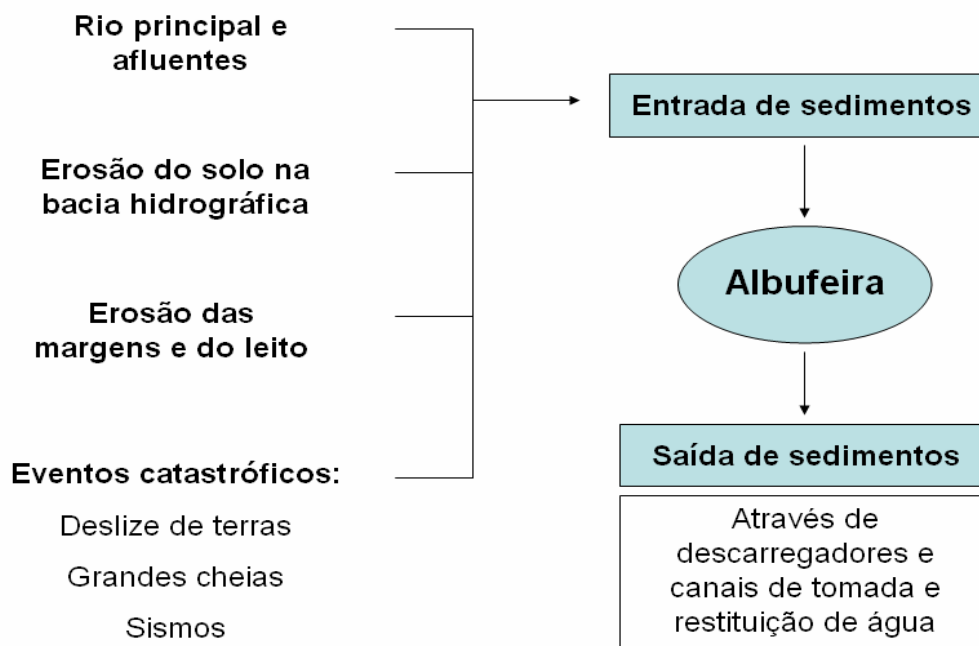 Rio principal e
afluentes
Erosão do solo na
bacia hidrográfica
Erosão das
margens e do leito
Eventos catastróficos:
Deslize de terras
Grandes cheias
Sismos
Entrada de sedimentos
Albufeira
Saída de sedimentos
Através de
descarregadores e
canais de tomada e
restituição de água